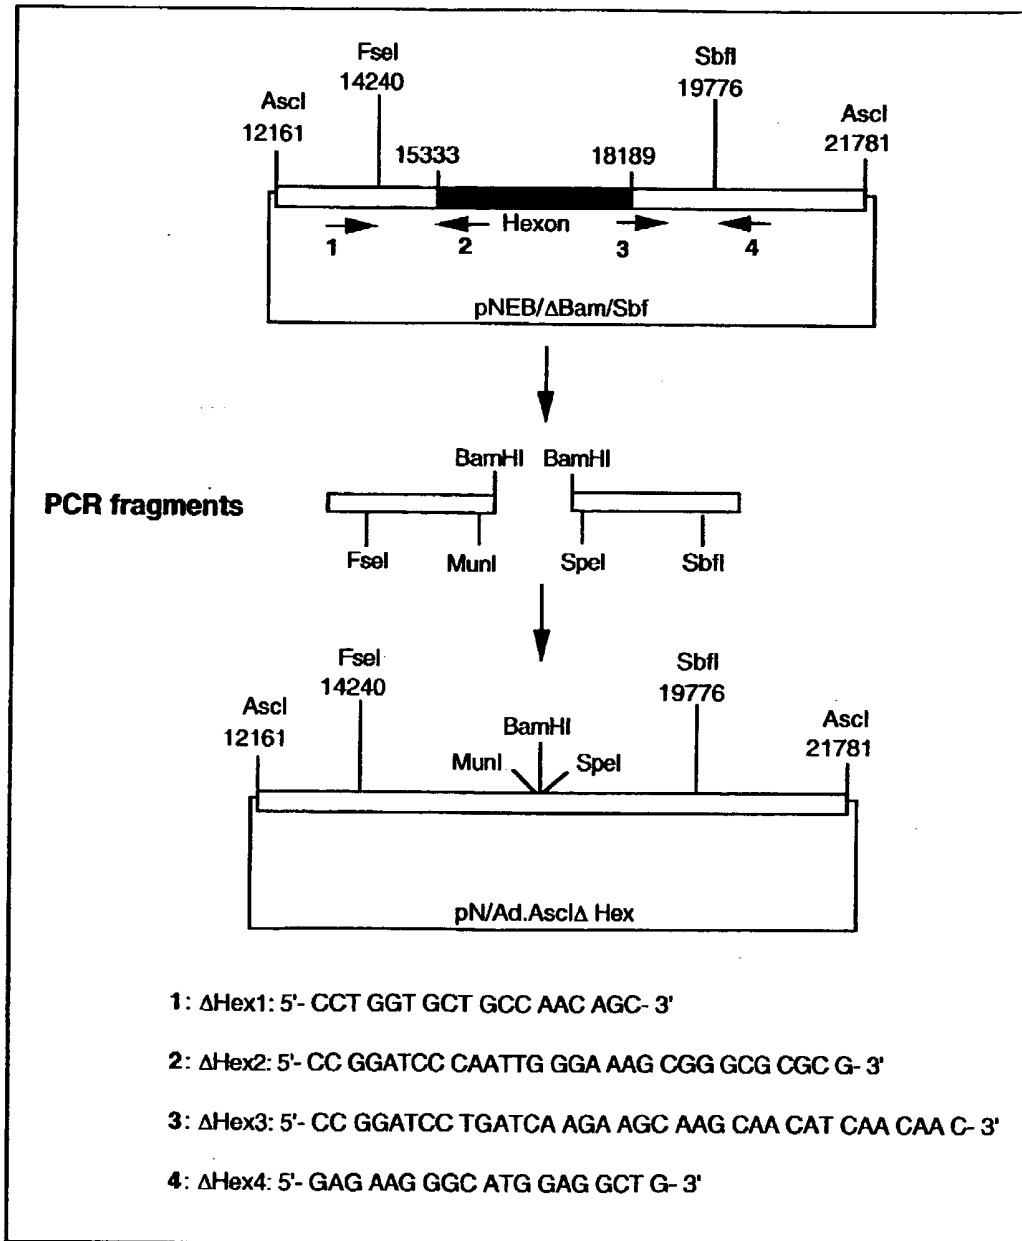 FseI
14240
SbfI
19776
AscI
12161
AscI
21781
15333
18189
1
2
Hexon
3
4
pNEB/ΔBam/Sbf
BamHI BamHI
PCR fragments
FseI
MunI
SpeI
SbfI
FseI
14240
SbfI
19776
AscI
12161
BamHI
AscI
21781
MunI
SpeI
pN/Ad.AscIΔ Hex
1: ΔHex1: 5'- CCT GGT GCT GCC AAC AGC- 3'
2: ΔHex2: 5'- CC GGATCC CAATTG GGA AAG CGG GCG CGC G- 3'
3: ΔHex3: 5'- CC GGATCC TGATCA AGA AGC AAG CAA CAT CAA CAA C- 3'
4: ΔHex4: 5'- GAG AAG GGC ATG GAG GCT G- 3'